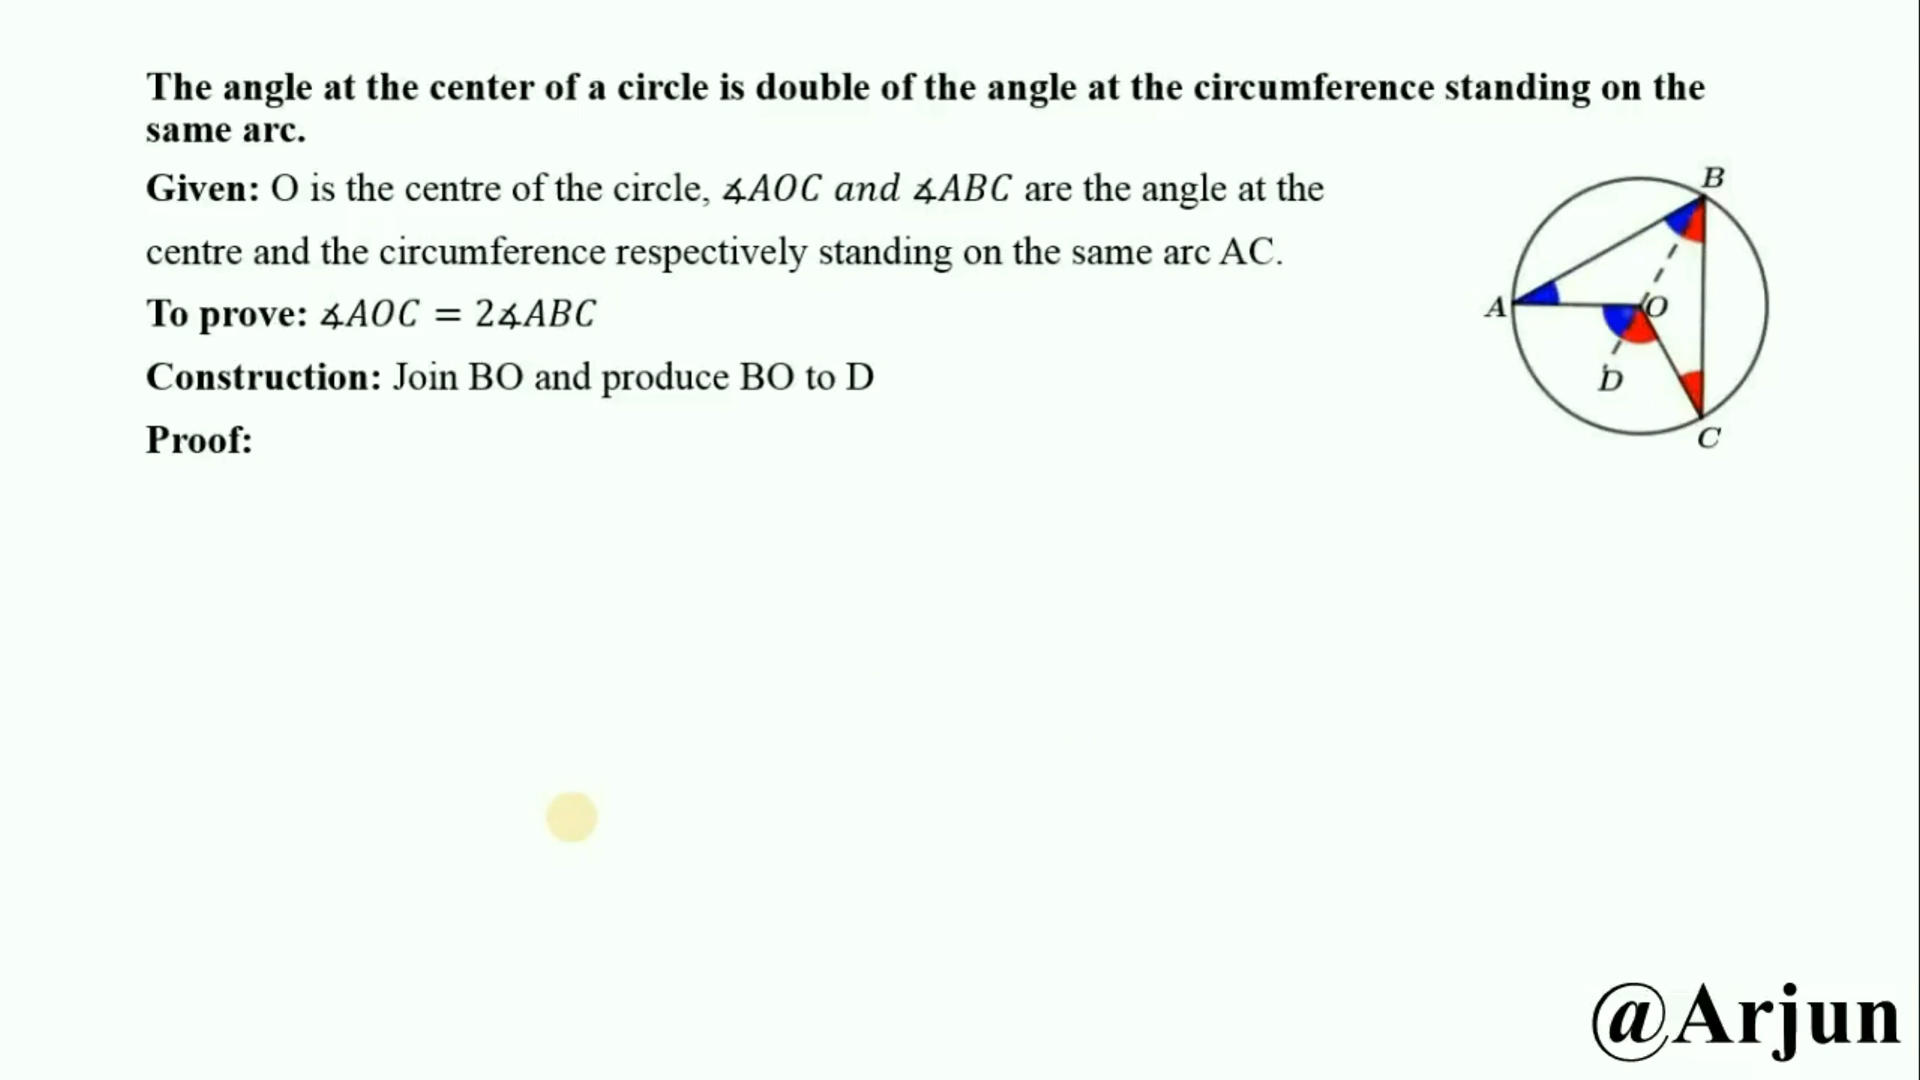 The angle at the center of a circle is double of the angle at the circumference standing on the
same arc.
Given: O is the centre of the circle, ∡AOC and ∡ABC are the angle at the
centre and the circumference respectively standing on the same arc AC.
To prove: ∡AOC = 2∡ABC
Construction: Join BO and produce BO to D
Proof:
B
A
O
D
C
@Arjun